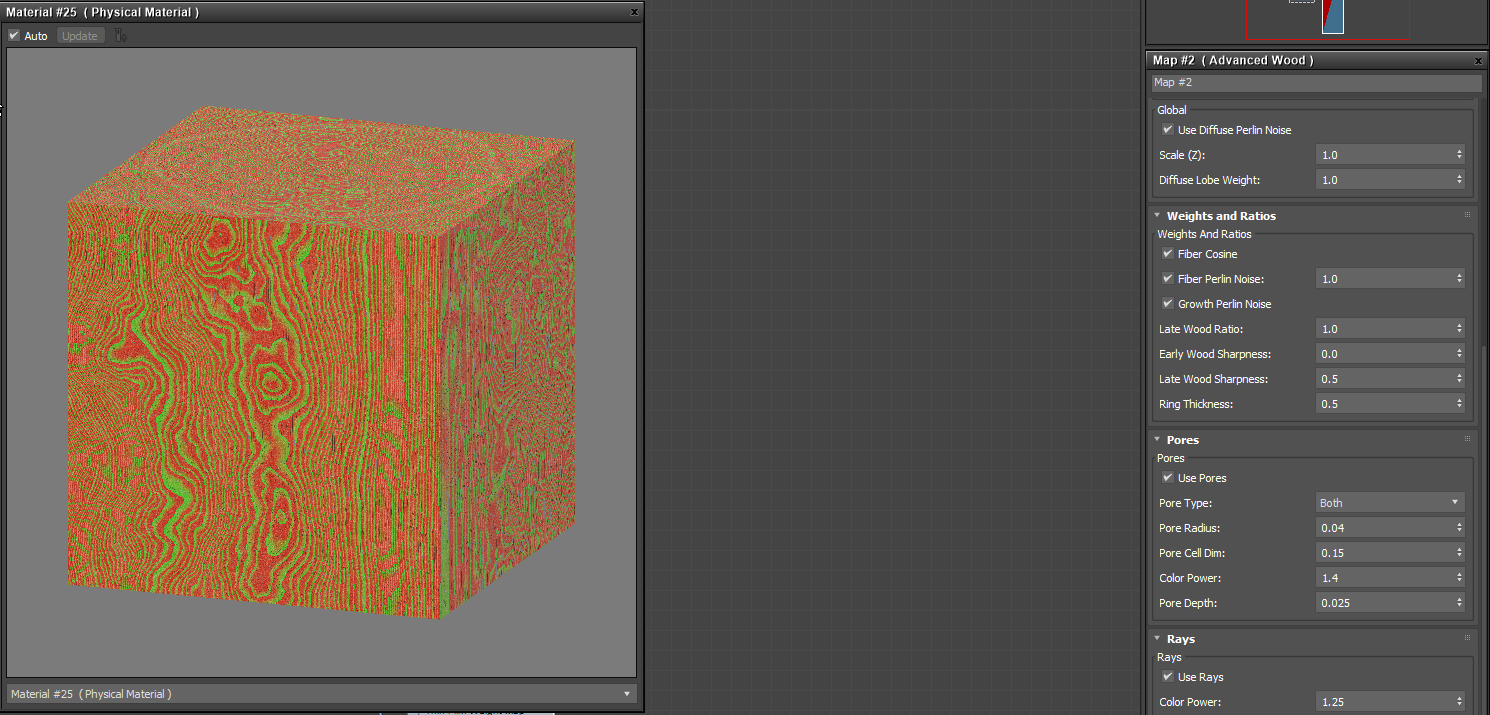 Material #25 ( Physical Material )
Auto Update
Material #25 ( Physical Material )
Map #2 ( Advanced Wood )
Map #2
Global
Use Diffuse Perlin Noise
Scale (Z): 1.0
Diffuse Lobe Weight: 1.0
Weights and Ratios
Weights And Ratios
Fiber Cosine
Fiber Perlin Noise: 1.0
Growth Perlin Noise
Late Wood Ratio: 1.0
Early Wood Sharpness: 0.0
Late Wood Sharpness: 0.5
Ring Thickness: 0.5
Pores
Pores
Use Pores
Pore Type: Both
Pore Radius: 0.04
Pore Cell Dim: 0.15
Color Power: 1.4
Pore Depth: 0.025
Rays
Rays
Use Rays
Color Power: 1.25